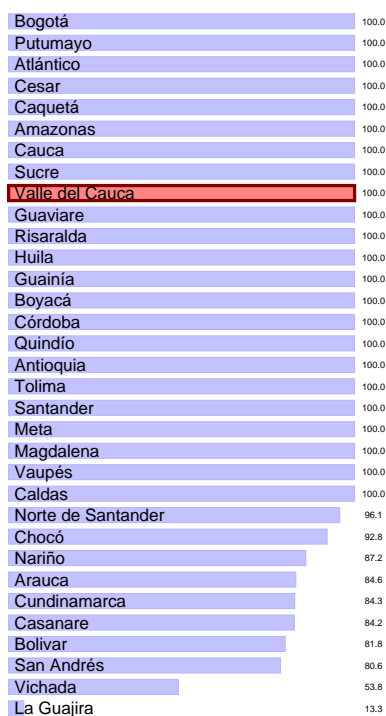 Bogotá 100.0
Putumayo 100.0
Atlántico 100.0
Cesar 100.0
Caquetá 100.0
Amazonas 100.0
Cauca 100.0
Sucre 100.0
Valle del Cauca 100.0
Guaviare 100.0
Risaralda 100.0
Huila 100.0
Guainía 100.0
Boyacá 100.0
Córdoba 100.0
Quindío 100.0
Antioquia 100.0
Tolima 100.0
Santander 100.0
Meta 100.0
Magdalena 100.0
Vaupés 100.0
Caldas 100.0
Norte de Santander 96.1
Chocó 92.8
Nariño 87.2
Arauca 84.6
Cundinamarca 84.3
Casanare 84.2
Bolivar 81.8
San Andrés 80.6
Vichada 53.8
La Guajira 13.3